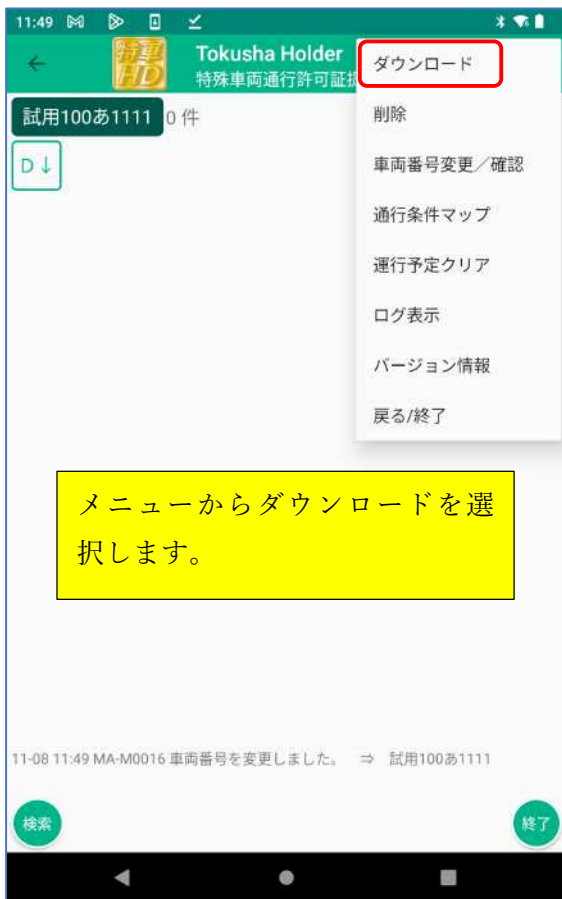 11:49
特車
HD
Tokusha Holder
特殊車両通行許可証
ダウンロード
試用100あ1111 0 件
削除
D↓
車両番号変更／確認
通行条件マップ
運行予定クリア
ログ表示
バージョン情報
戻る/終了
メニューからダウンロードを選
択します。
11-08 11:49 MA-M0016 車両番号を変更しました。 ⇒ 試用100あ1111
検索
終了